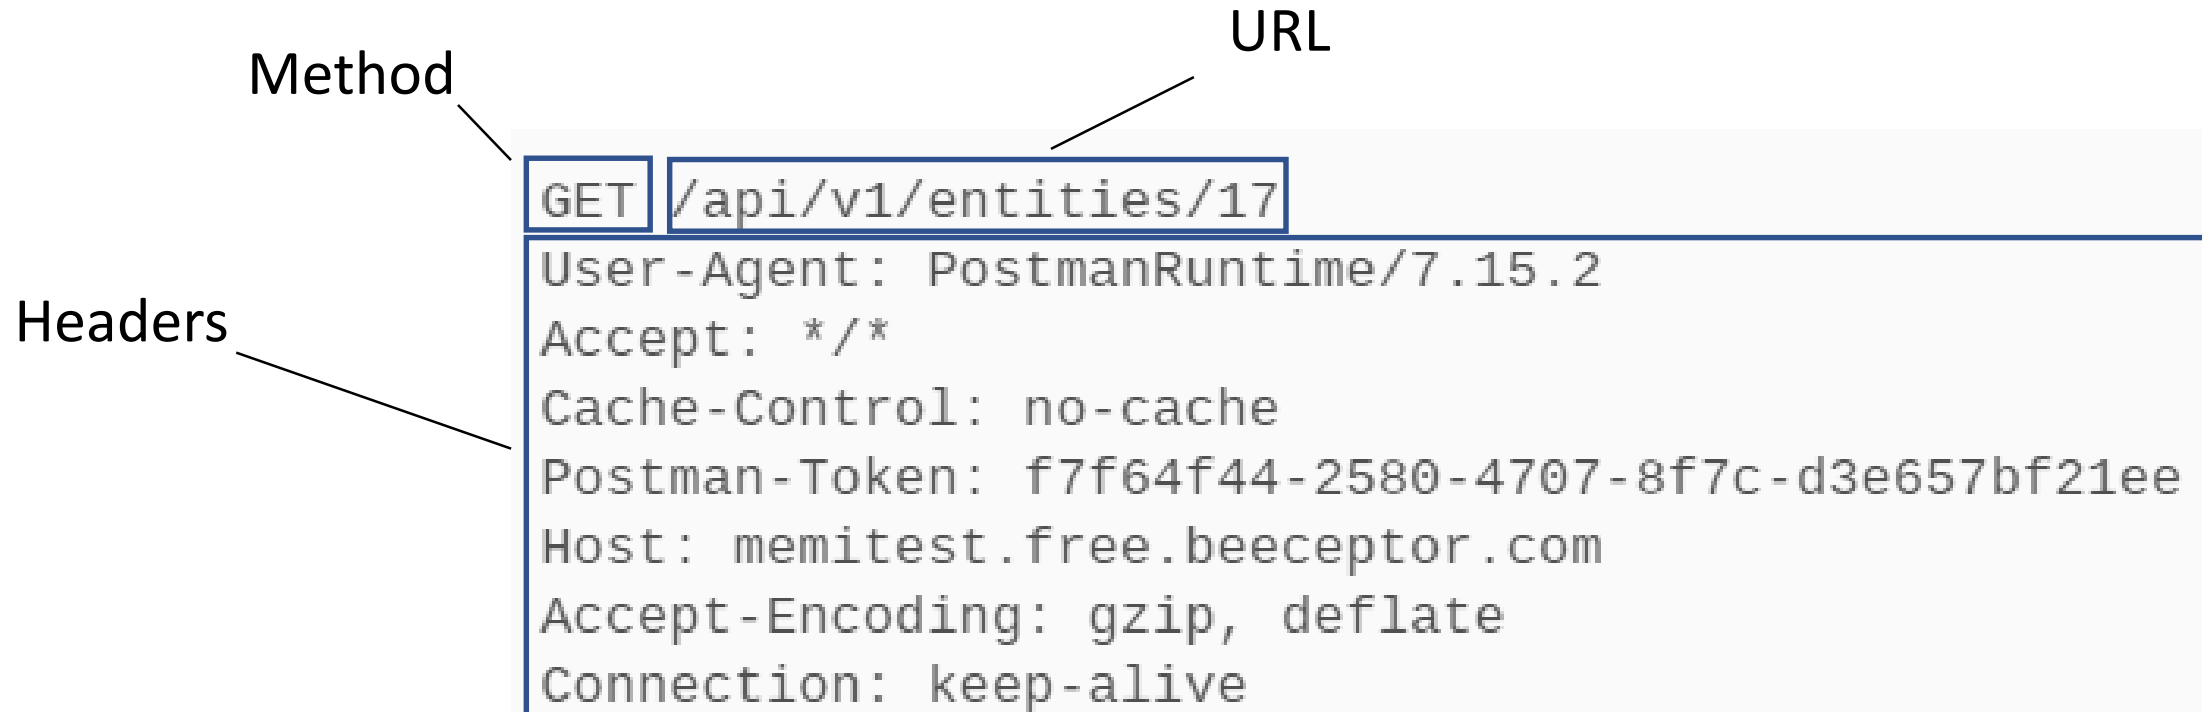 URL
Method
GET /api/v1/entities/17
User-Agent: PostmanRuntime/7.15.2
Headers
Accept: */*
Cache-Control: no-cache
Postman-Token: f7f64f44-2580-4707-8f7c-d3e657bf21ee
Host: memitest.free.beeceptor.com
Accept-Encoding: gzip, deflate
Connection: keep-alive